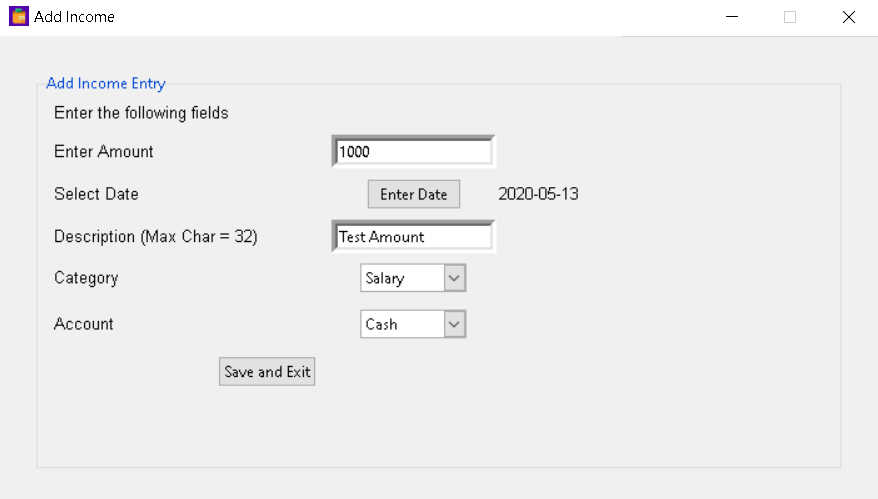 Add Income
Add Income Entry
Enter the following fields
Enter Amount 1000
Select Date Enter Date 2020-05-13
Description (Max Char = 32) Test Amount
Category Salary
Account Cash
Save and Exit